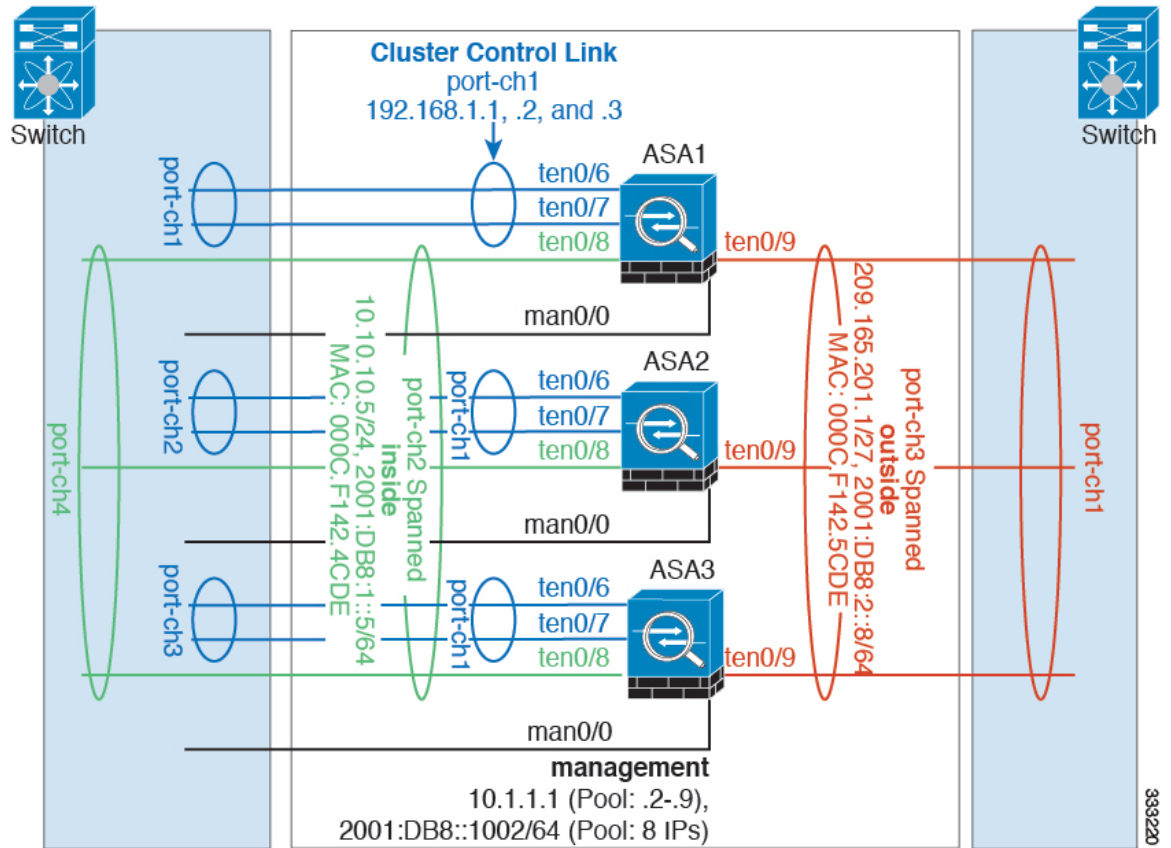 Switch
Switch
Cluster Control Link
port-ch1
192.168.1.1, .2, and .3
ASA1
port-ch1
ten0/6
ten0/7
ten0/8
ten0/9
man0/0
ASA2
port-ch2
port-ch1
ten0/6
ten0/7
ten0/8
ten0/9
man0/0
port-ch4
port-ch2 Spanned
inside
10.10.10.5/24, 2001:DB8:1::5/64
MAC: 000C.F142.4CDE
port-ch3 Spanned
outside
209.165.201.1/27, 2001:DB8:2::8/64
MAC: 000C.F142.5CDE
port-ch1
ASA3
port-ch3
port-ch1
ten0/6
ten0/7
ten0/8
ten0/9
man0/0
management
10.1.1.1 (Pool: .2-.9),
2001:DB8::1002/64 (Pool: 8 IPs)
333220